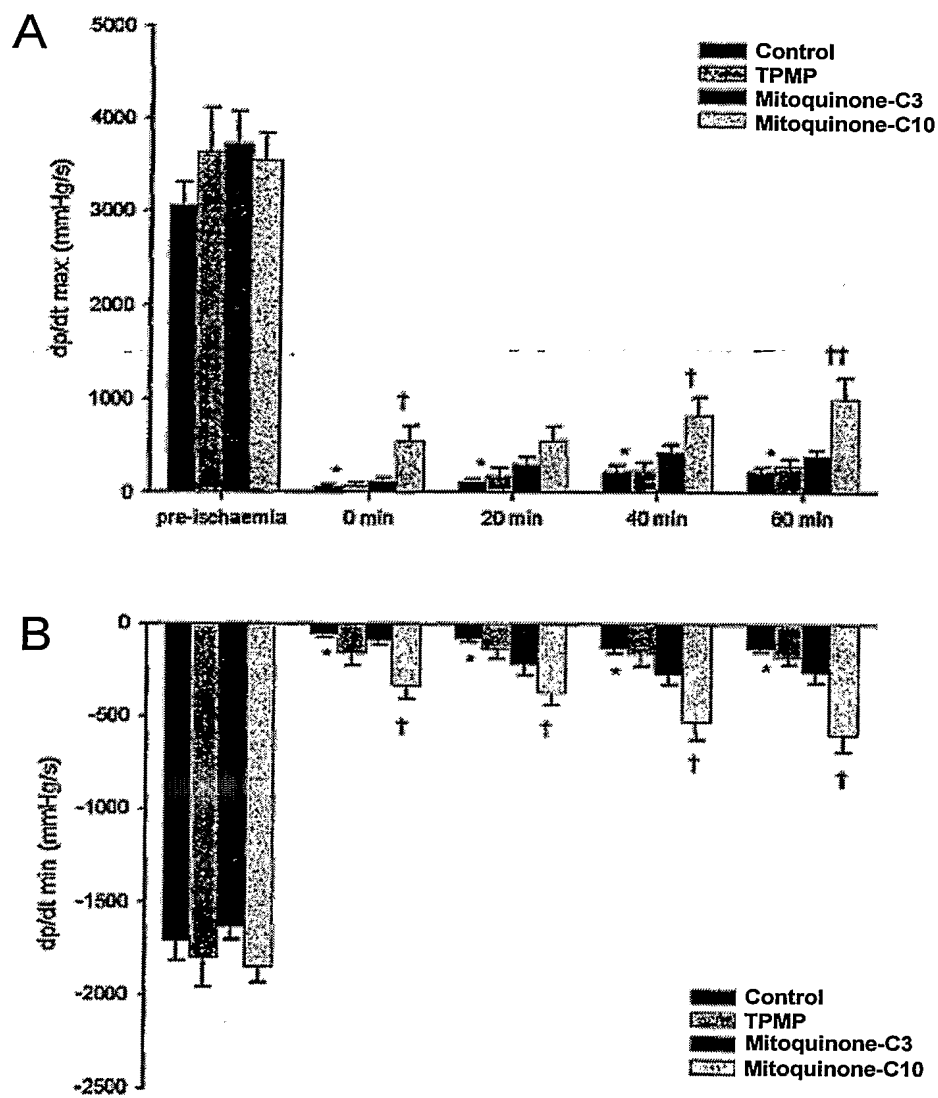 A
5000
4000
3000
2000
1000
0
dp/dt max (mmHg/s)
Control
TPMP
Mitoquinone-C3
Mitoquinone-C10
*
†
*
*
†
*
††
pre-ischaemia 0 min 20 min 40 min 60 min
B
0
-500
-1000
-1500
-2000
-2500
dp/dt min (mmHg/s)
* † * † * † * †
Control
TPMP
Mitoquinone-C3
Mitoquinone-C10